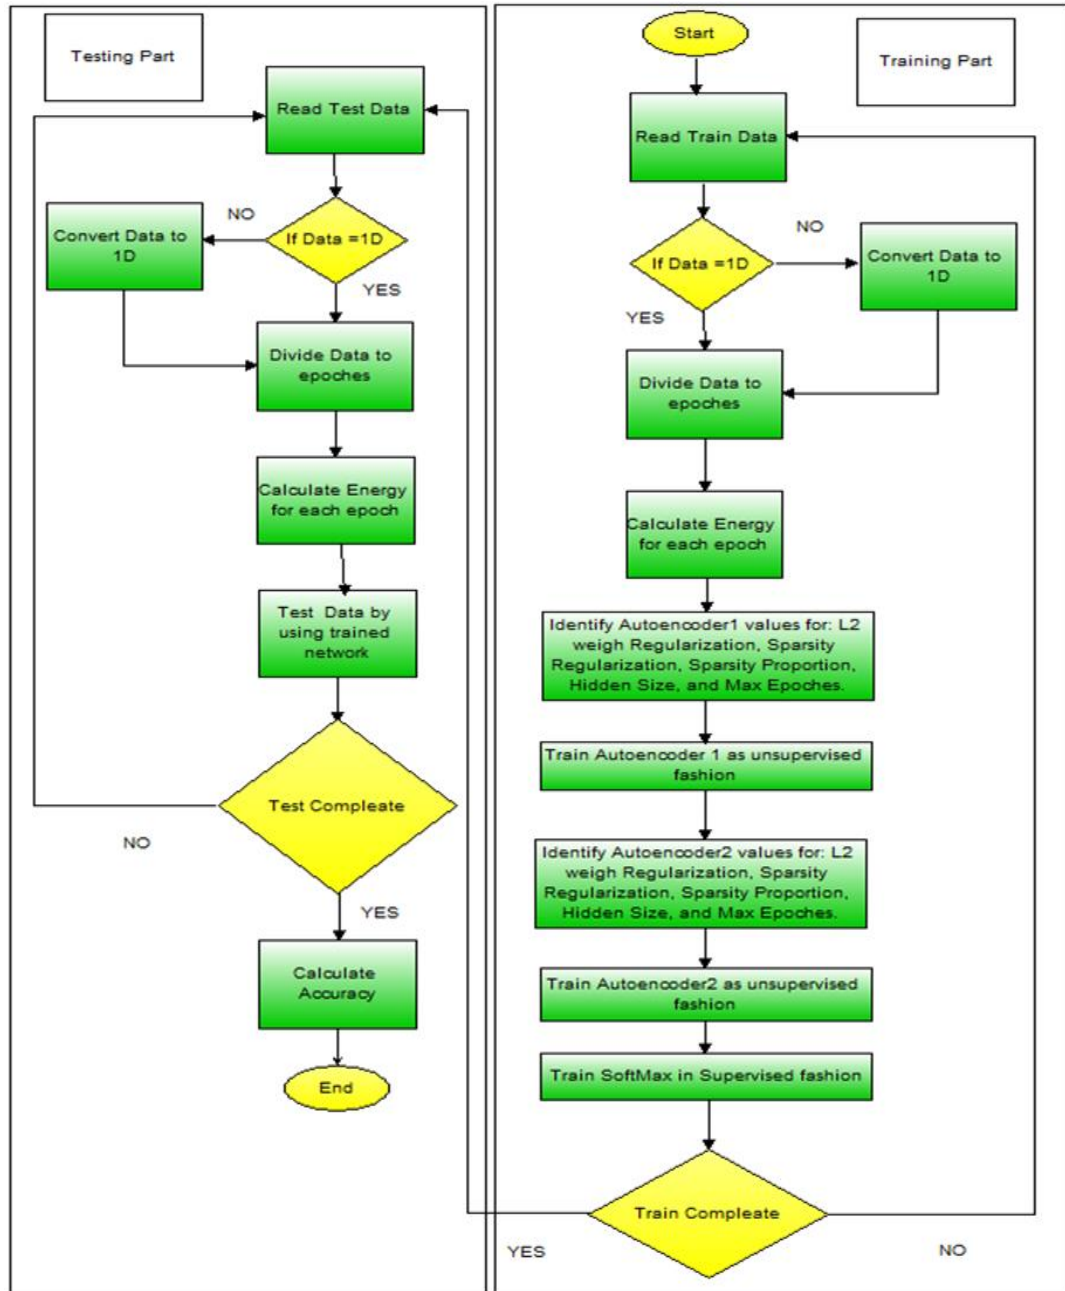 Testing Part
Read Test Data
If Data =1D
NO
Convert Data to
1D
YES
Divide Data to
epoches
Calculate Energy
for each epoch
Test Data by
using trained
network
Test Compleate
NO
YES
Calculate
Accuracy
End
Start
Training Part
Read Train Data
If Data =1D
NO
Convert Data to
1D
YES
Divide Data to
epoches
Calculate Energy
for each epoch
Identify Autoencoder1 values for: L2
weigh Regularization, Sparsity
Regularization, Sparsity Proportion,
Hidden Size, and Max Epoches.
Train Autoencoder 1 as unsupervised
fashion
Identify Autoencoder2 values for: L2
weigh Regularization, Sparsity
Regularization, Sparsity Proportion,
Hidden Size, and Max Epoches.
Train Autoencoder2 as unsupervised
fashion
Train SoftMax in Supervised fashion
Train Compleate
YES
NO